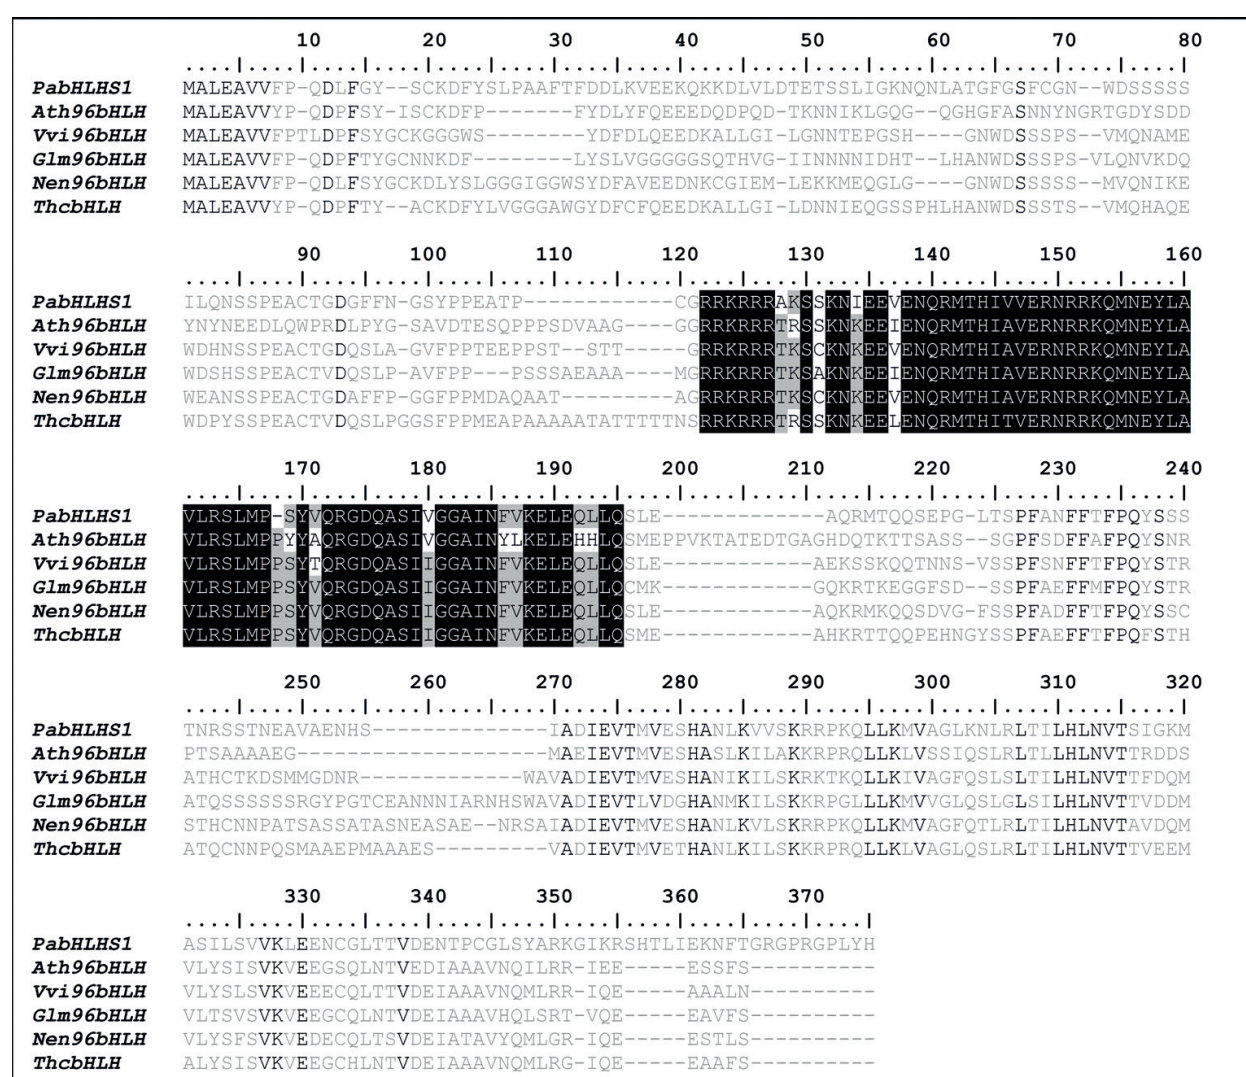 10 20 30 40 50 60 70 80
....|....|....|....|....|....|....|....|....|....|....|....|....|....|....|....|
PabHLHS1 MALEAVVFP-QDLFGY--SCKDFYSLPAAFTFDDLKVEEKQKKDLVLDTETSSLIGKNQNLATGFGSFCGN--WDSSSSS
Ath96bHLH MALEAVVYP-QDPFSY-ISCKDFP-------FYDLYFQEEEDQDPQD-TKNNIKLGQG--QGHGFASNNYNGRTGDYSDD
Vvi96bHLH MALEAVVFPTLDPFSYGCKGGGWS-------YDFDLQEEDKALLGI-LGNNTEPGSH----GNWDSSSSPS--VMQNAME
Glm96bHLH MALEAVVFP-QDPFTYGCNNKDF--------LYSLVGGGGGSQTHVG-IINNNNIDHT--LHANWDSSSSPS-VLQNVKDQ
Nen96bHLH MALEAVVFP-QDLFSYGCKDLYSLGGGIGGWSYDFAVEEDNKCGIEM-LEKKMEQGLG----GNWDSSSSSS--MVQNIKE
ThcbHLH MALEAVVYP-QDPFTY--ACKDFYLVGGGAWGYDFCFQEEDKALLGI-LDNNIEQGSSPHLHANWDSSSTS--VMQHAQE
90 100 110 120 130 140 150 160
....|....|....|....|....|....|....|....|....|....|....|....|....|....|....|....|
PabHLHS1 ILQNSSPEACTGDGFFN-GSYPPEATP------------CGRRKRRRAKSSKNIEEVENQRMTHIVVERNRRKQMNEYLA
Ath96bHLH YNYNEEDLQWPRDLPYG-SAVDTESQPPPSDVAAG----GGRRKRRRTRSSKNKEEIENQRMTHIAVERNRRKQMNEYLA
Vvi96bHLH WDHNSSPEACTGDQSLA-GVFPPTEEPPST--STT-----GRRKRRRTKSCKNKEEVENQRMTHIAVERNRRKQMNEYLA
Glm96bHLH WDSHSSPEACTVDQSLP-AVFPP--PSSSAEAAA----MGRRKRRRTKSAKNKEEIENQRMTHIAVERNRRKQMNEYLA
Nen96bHLH WEANSSPEACTGDAFFP-GGFPPMDAQAAT---------AGRRKRRRTKSCKNKEEVENQRMTHIAVERNRRKQMNEYLA
ThcbHLH WDPYSSPEACTVDQSLPGGSFPPMEAPAAAAATATTTTTNSRRKRRRTRSSKNKEELENQRMTHITVERNRRKQMNEYLA
170 180 190 200 210 220 230 240
....|....|....|....|....|....|....|....|....|....|....|....|....|....|....|....|
PabHLHS1 VLRSLMP-SYVQRGDQASIVGGAINFVKELEQLLQSLE-------------AQRMTQQSEPG-LTSPFANFFTFPQYSSS
Ath96bHLH VLRSLMPPYYAQRGDQASIVGGAINYLKELEHHLQSMEPPVKTATEDTGAGHDQTKTTSASS--SGPFSDFFAFPQYSNR
Vvi96bHLH VLRSLMPPSYTQRGDQASIIGGAINFVKELEQLLQSLE-------------AEKSSKQQTNNS-VSSPFSNFFTFPQYSTR
Glm96bHLH VLRSLMPPSYVQRGDQASIIGGAINFVKELEQLLQCMK-------------GQKRTKEGGFSD--SSPFAEFFMFPQYSTR
Nen96bHLH VLRSLMPPSYVQRGDQASIIGGAINFVKELEQLLQSLE-------------AQKRMKQQSDVG-FSSPFADFFTFPQYSSC
ThcbHLH VLRSLMPPSYVQRGDQASIIGGAINFVKELEQLLQSME-------------AHKRTTQQPEHNGYSSPFAEFFTFPQFSTH
250 260 270 280 290 300 310 320
....|....|....|....|....|....|....|....|....|....|....|....|....|....|....|....|
PabHLHS1 TNRSSTNEAVAENHS--------------IADIEVTMVESHANLKVVSKRRPKQLLKMVAGLKNLRLTILHLNVTSIGKM
Ath96bHLH PTSAAAAEG--------------------MAEIEVTMVESHASLKILAKKRPRQLLKLVSSIQSLRLTLLHLNVTTRDDS
Vvi96bHLH ATHCTKDSMMGDNR-------------WAVADIEVTMVESHANIKILSKRKTKQLLKIVAGFQSLSLTILHLNVTTFDQM
Glm96bHLH ATQSSSSSSRGYPGTCEANNNIARNHSWAVADIEVTLVDGHANMKILSKKRPGLLLKMVVGLQSLGLSILHLNVTTVDDM
Nen96bHLH STHCNNPATSASSATASNEASAE--NRSAIADIEVTMVESHANLKVLSKRRPKQLLKMVAGFQTLRLTILHLNVTAVDQM
ThcbHLH ATQCNNPQSMAAEPMAAAES---------VADIEVTMVETHANLKILSKRRPRQLLKLVAGLQSLRLTILHLNVTTVEEM
330 340 350 360 370
....|....|....|....|....|....|....|....|....|....|....|
PabHLHS1 ASILSVVKLEENCGLTTVDENTPCGLSYARKGIKRSHTLIEKNFTGRGPRGPLYH
Ath96bHLH VLYSISVKVEEGSQLNTVEDIAAAVNQILRR-IEE-----ESSFS----------
Vvi96bHLH VLYSLSVKVEEECQLTTVDEIAAAVNQMLRR-IQE-----AAALN----------
Glm96bHLH VLTSVSVKVEEGCQLNTVDEIAAAVHQLSRT-VQE-----EAVFS----------
Nen96bHLH VLYSFSVKVEDECQLTSVDEIATAVYQMLGR-IQE-----ESTLS----------
ThcbHLH ALYSISVKVEEGCHLNTVDEIAAAVNQMLRG-IQE-----EAAFS----------